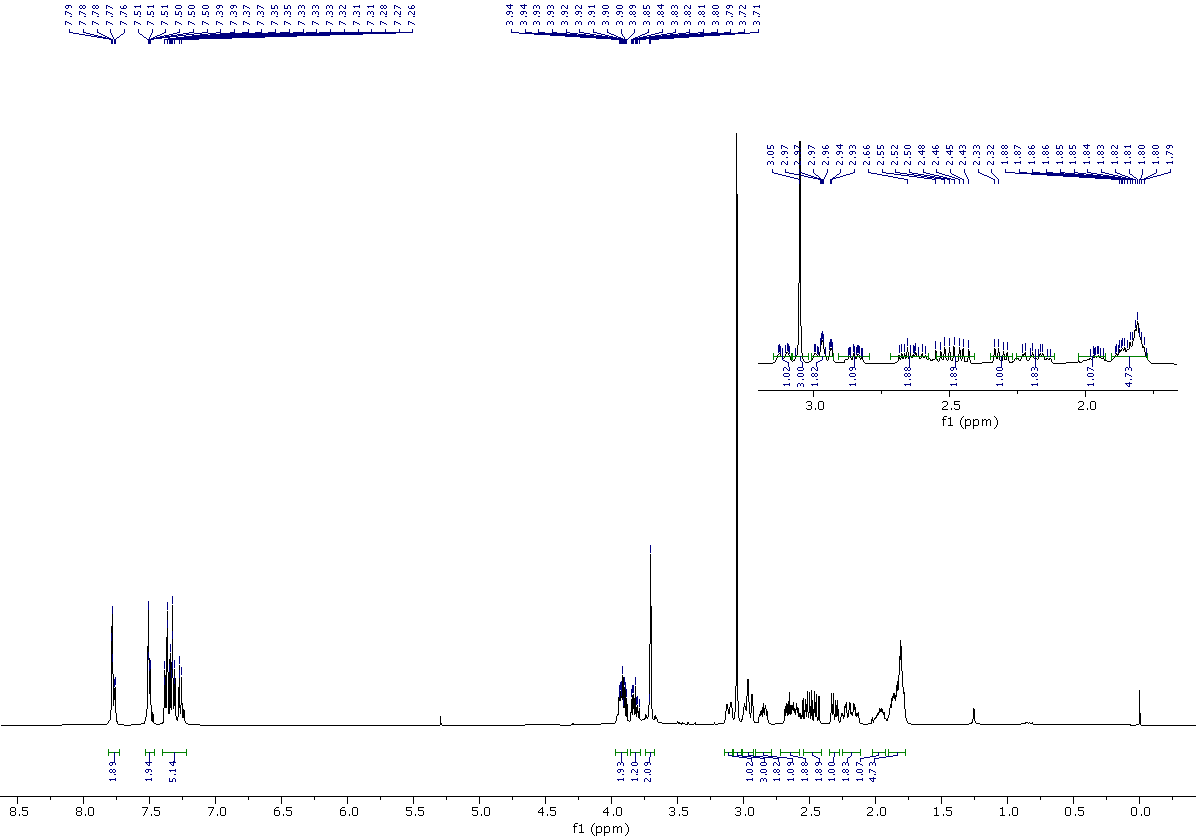 7.79 7.78 7.78 7.77 7.76 7.51 7.51 7.51 7.50 7.50 7.50 7.39 7.39 7.37 7.37 7.35 7.35 7.33 7.33 7.33 7.32 7.31 7.31 7.28 7.27 7.26
3.94 3.94 3.93 3.93 3.92 3.92 3.91 3.90 3.90 3.89 3.85 3.84 3.83 3.82 3.81 3.80 3.79 3.72 3.71
3.05 2.97 2.97 2.97 2.96 2.94 2.93 2.66 2.55 2.52 2.50 2.48 2.46 2.45 2.43 2.33 2.32 1.88 1.87 1.86 1.86 1.85 1.85 1.84 1.83 1.82 1.81 1.80 1.80 1.79
1.02 3.00 1.82 1.09 1.88 1.89 1.00 1.83 1.07 4.73
3.0 2.5 2.0
f1 (ppm)
1.89 1.94 5.14 1.93 1.20 2.09 1.02 3.00 1.82 1.09 1.88 1.89 1.00 1.83 1.07 4.73
8.5 8.0 7.5 7.0 6.5 6.0 5.5 5.0 4.5 4.0 3.5 3.0 2.5 2.0 1.5 1.0 0.5 0.0
f1 (ppm)